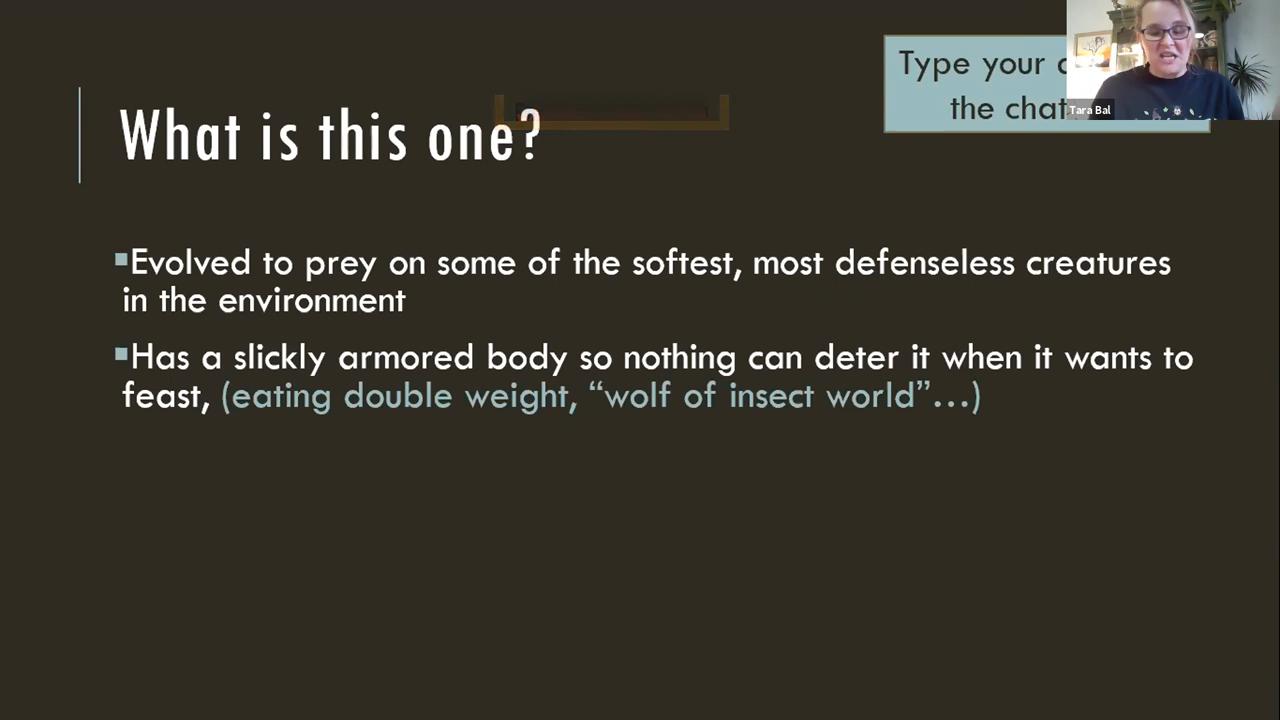 Type your
the chat
Tara Bal
What is this one?
▪Evolved to prey on some of the softest, most defenseless creatures
in the environment
▪Has a slickly armored body so nothing can deter it when it wants to
feast, (eating double weight, “wolf of insect world”…)